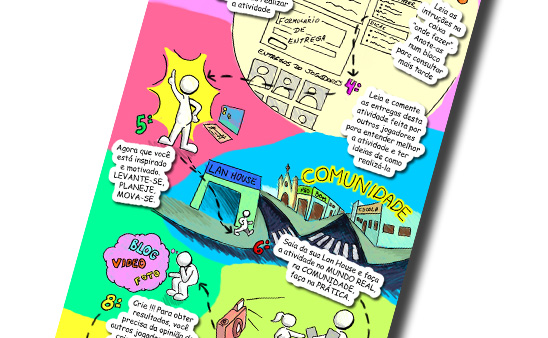 realizar
a atividade
FORMULÁRIO
DE
ENTREGA
ENTREGAS DO JOGADORES
Leia as
intruções na
caixa
"onde fazer"
Anote-as
num bloco
para consultar
mais tarde
4:
Leia e comente
as entregas desta
atividade feita por
outros jogadores
para entender melhor
a atividade e ter
ideias de como
realizá-la
5:
Agora que você
está inspirado
e motivado.
LEVANTE-SE,
PLANEJE,
MOVA-SE.
LAN HOUSE
COMUNIDADE
ESCOLA
6:
Saia da sua Lan House e faça
a atividade no MUNDO REAL,
na COMUNIDADE
faça na PRÁTICA.
BLOG
VIDEO
FOTO
8:
Crie !!! Para obter
resultados, você
precisa da opinião de
outros jogad